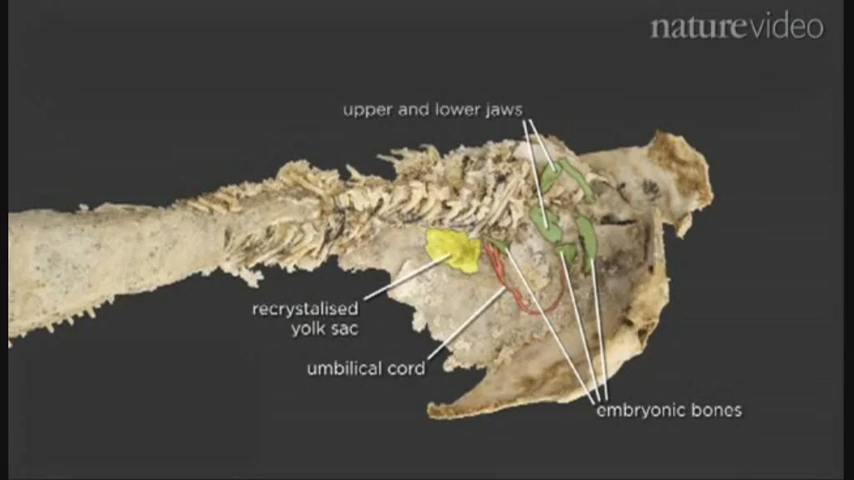 naturevideo
upper and lower jaws
recrystalised
yolk sac
umbilical cord
embryonic bones